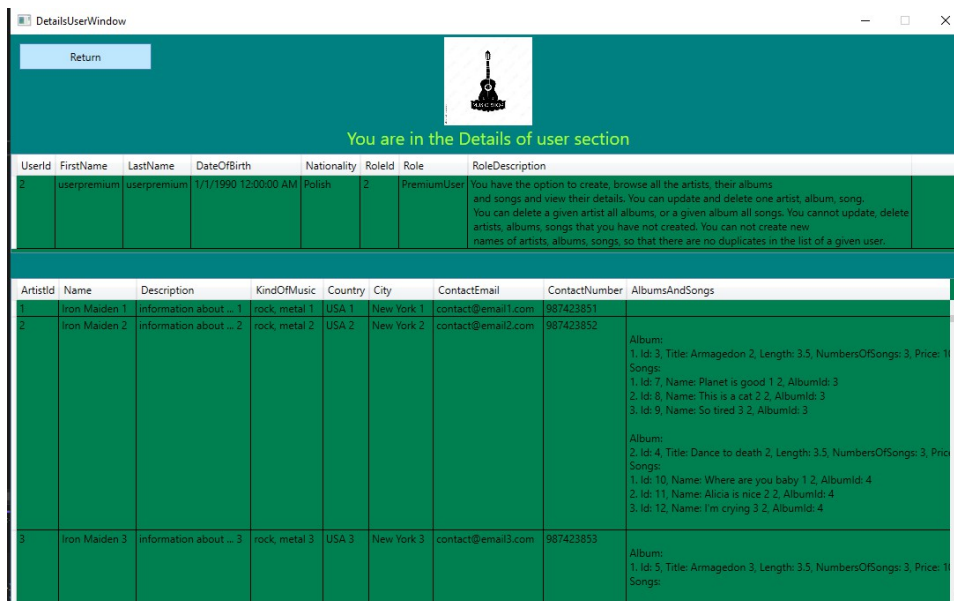 DetailsUserWindow
Return
MUSIC SHOP
You are in the Details of user section
UserId FirstName LastName DateOfBirth Nationality RoleId Role RoleDescription
2 userpremium userpremium 1/1/1990 12:00:00 AM Polish 2 PremiumUser You have the option to create, browse all the artists, their albums
and songs and view their details. You can update and delete one artist, album, song.
You can delete a given artist all albums, or a given album all songs. You cannot update, delete
artists, albums, songs that you have not created. You can not create new
names of artists, albums, songs, so that there are no duplicates in the list of a given user.
ArtistId Name Description KindOfMusic Country City ContactEmail ContactNumber AlbumsAndSongs
1 Iron Maiden 1 information about ... 1 rock, metal 1 USA 1 New York 1 contact@email1.com 987423851
2 Iron Maiden 2 information about ... 2 rock, metal 2 USA 2 New York 2 contact@email2.com 987423852
Album:
1. Id: 3, Title: Armagedon 2, Length: 3.5, NumbersOfSongs: 3, Price: 10
Songs:
1. Id: 7, Name: Planet is good 1 2, AlbumId: 3
2. Id: 8, Name: This is a cat 2 2, AlbumId: 3
3. Id: 9, Name: So tired 3 2, AlbumId: 3
Album:
2. Id: 4, Title: Dance to death 2, Length: 3.5, NumbersOfSongs: 3, Price
Songs:
1. Id: 10, Name: Where are you baby 1 2, AlbumId: 4
2. Id: 11, Name: Alicia is nice 2 2, AlbumId: 4
3. Id: 12, Name: I'm crying 3 2, AlbumId: 4
3 Iron Maiden 3 information about ... 3 rock, metal 3 USA 3 New York 3 contact@email3.com 987423853
Album:
1. Id: 5, Title: Armagedon 3, Length: 3.5, NumbersOfSongs: 3, Price: 10
Songs: